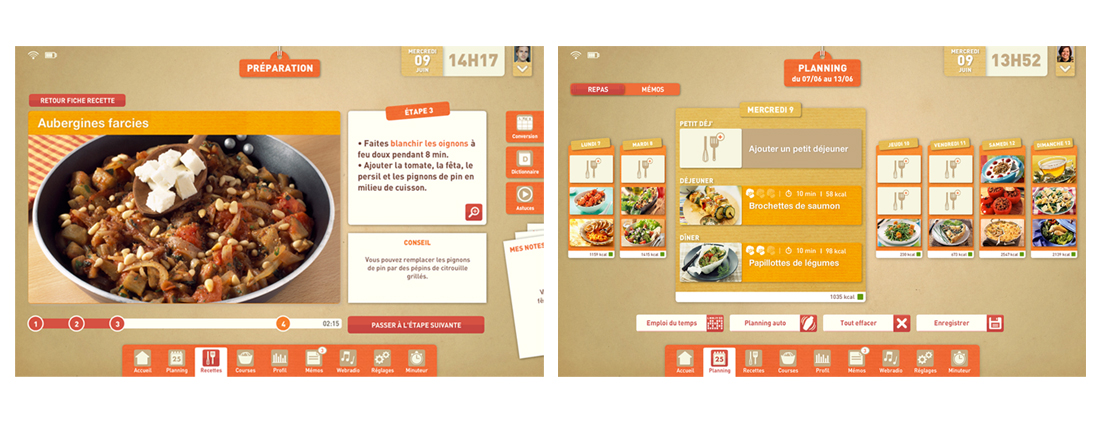 PRÉPARATION
MERCREDI
09
JUIN
14H17
RETOUR FICHE RECETTE
Aubergines farcies
ÉTAPE 3
• Faites blanchir les oignons à
feu doux pendant 8 min.
• Ajouter la tomate, la fêta, le
persil et les pignons de pin en
milieu de cuisson.
Conversion
D
Dictionnaire
Astuces
CONSEIL
Vous pouvez remplacer les pignons
de pin par des pépins de citrouille
grillés.
MES NOTES
1
2
3
4
02:15
PASSER À L'ÉTAPE SUIVANTE
Accueil
25
Planning
Recettes
Courses
Profil
Mémos
Webradio
Réglages
Minuteur
PLANNING
du 07/06 au 13/06
MERCREDI
09
JUIN
13H52
REPAS
MÉMOS
LUNDI 7
MARDI 8
MERCREDI 9
PETIT DÉJ'
Ajouter un petit déjeuner
DÉJEUNER
10 min | 58 kcal
Brochettes de saumon
DÎNER
10 min | 98 kcal
Papillottes de légumes
1035 kcal
JEUDI 10
VENDREDI 11
SAMEDI 12
DIMANCHE 13
Emploi du temps
Planning auto
Tout effacer
Enregistrer
Accueil
25
Planning
Recettes
Courses
Profil
Mémos
Webradio
Réglages
Minuteur